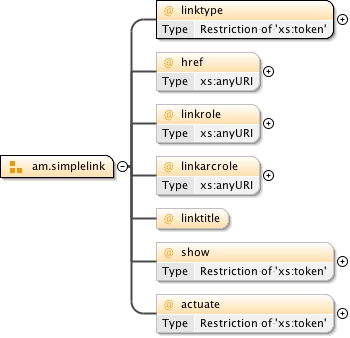 @ linktype
Type Restriction of 'xs:token'
@ href
Type xs:anyURI
@ linkrole
Type xs:anyURI
am.simplelink
@ linkarcrole
Type xs:anyURI
@ linktitle
@ show
Type Restriction of 'xs:token'
@ actuate
Type Restriction of 'xs:token'